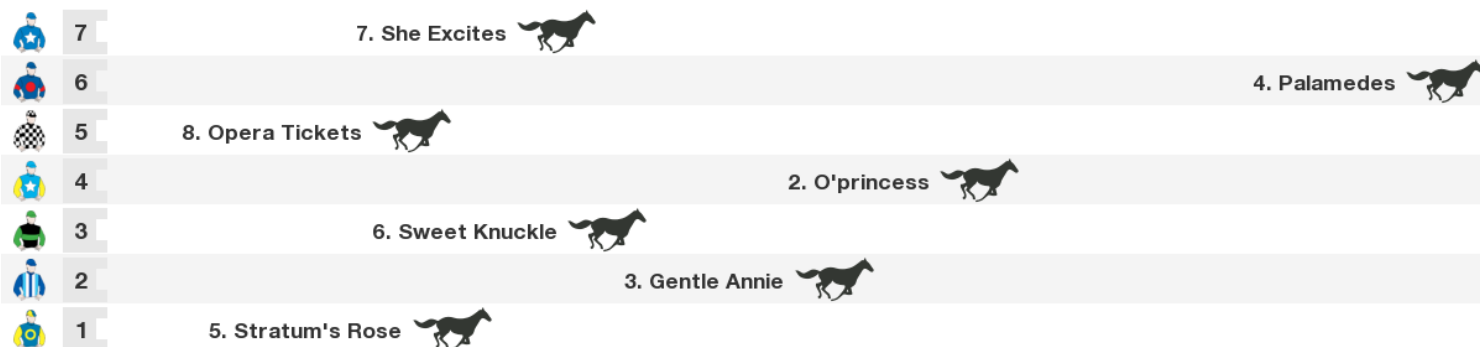 7 7. She Excites
6 4. Palamedes
5 8. Opera Tickets
4 2. O'princess
3 6. Sweet Knuckle
2 3. Gentle Annie
1 5. Stratum's Rose